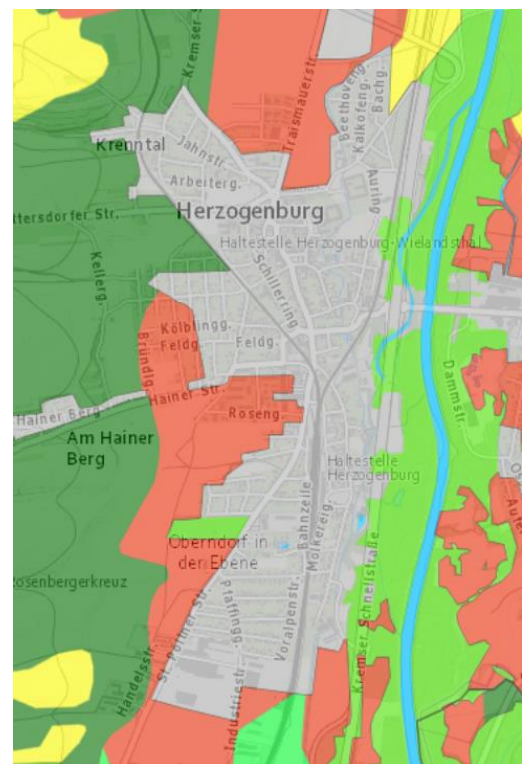 Kremser S
Traismauerstr.
Beethoveng.
Kalkofeng.
Bachg.
Krenntal
Jahnstr.
Arbeiterg.
Auring
ttersdorfer Str.
Herzogenburg
Haltestelle Herzogenburg-Wielandsthal
Kellerg.
Schillerring
Kölblingg.
Feldg.
Feldg.
Bründlg.
Hainer Str.
Dammstr.
Hainer Berg
Roseng.
Am Hainer
Berg
Haltestelle
Herzogenburg
Bahnzeile
Molkereig.
Oberndorf in
der Ebene
osenbergerkreuz
Pfaffingg.
Voralpenstr.
Kremser Schnellstraße
St. Pöltner Str.
Handelsstr.
Industriestr.